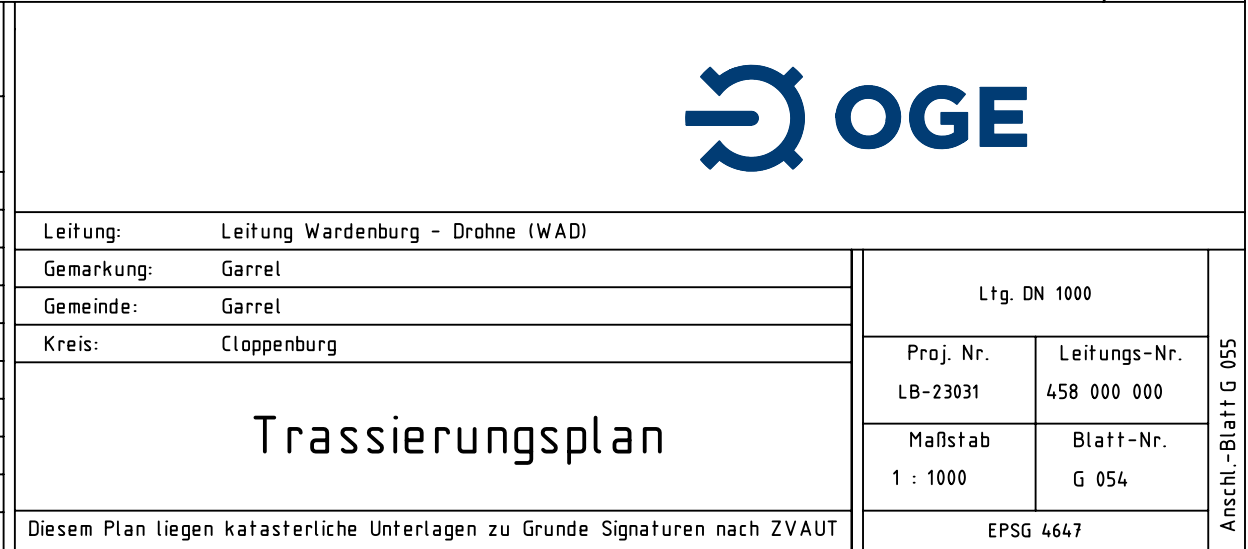 OGE
Leitung: Leitung Wardenburg - Drohne (WAD)
Gemarkung: Garrel
Gemeinde: Garrel
Kreis: Cloppenburg
Trassierungsplan
Diesem Plan liegen katasterliche Unterlagen zu Grunde Signaturen nach ZVAUT
Ltg. DN 1000
Proj. Nr. Leitungs-Nr.
LB-23031 458 000 000
Maßstab Blatt-Nr.
1 : 1000 G 054
EPSG 4647
Anschl.-Blatt G 055